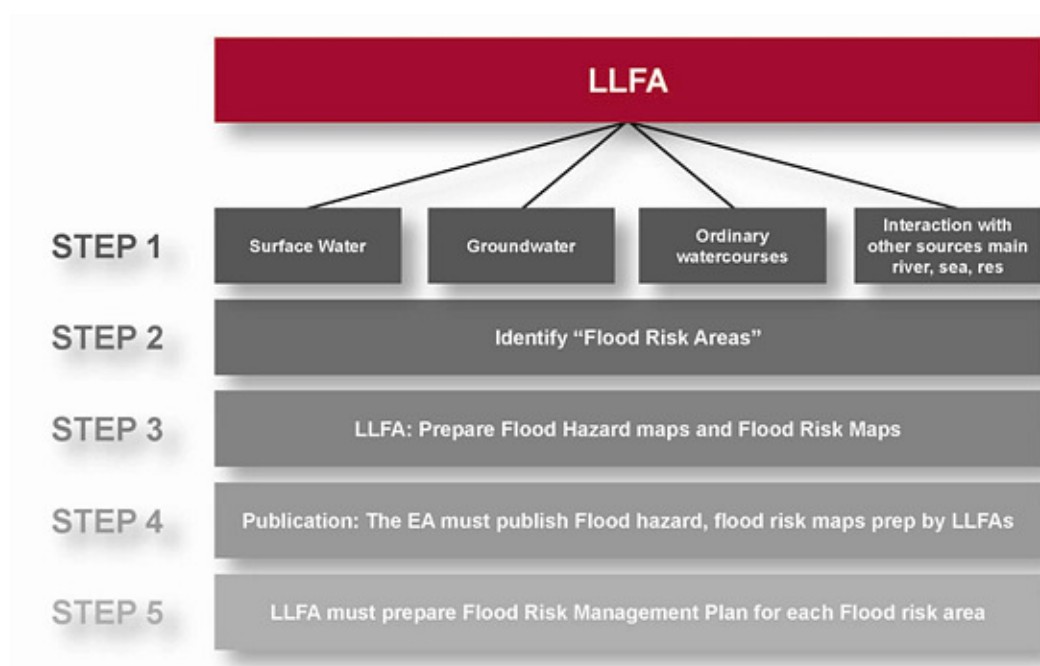 LLFA
STEP 1
Surface Water
Groundwater
Ordinary
watercourses
Interaction with
other sources main
river, sea, res
STEP 2
Identify “Flood Risk Areas”
STEP 3
LLFA: Prepare Flood Hazard maps and Flood Risk Maps
STEP 4
Publication: The EA must publish Flood hazard, flood risk maps prep by LLFAs
STEP 5
LLFA must prepare Flood Risk Management Plan for each Flood risk area